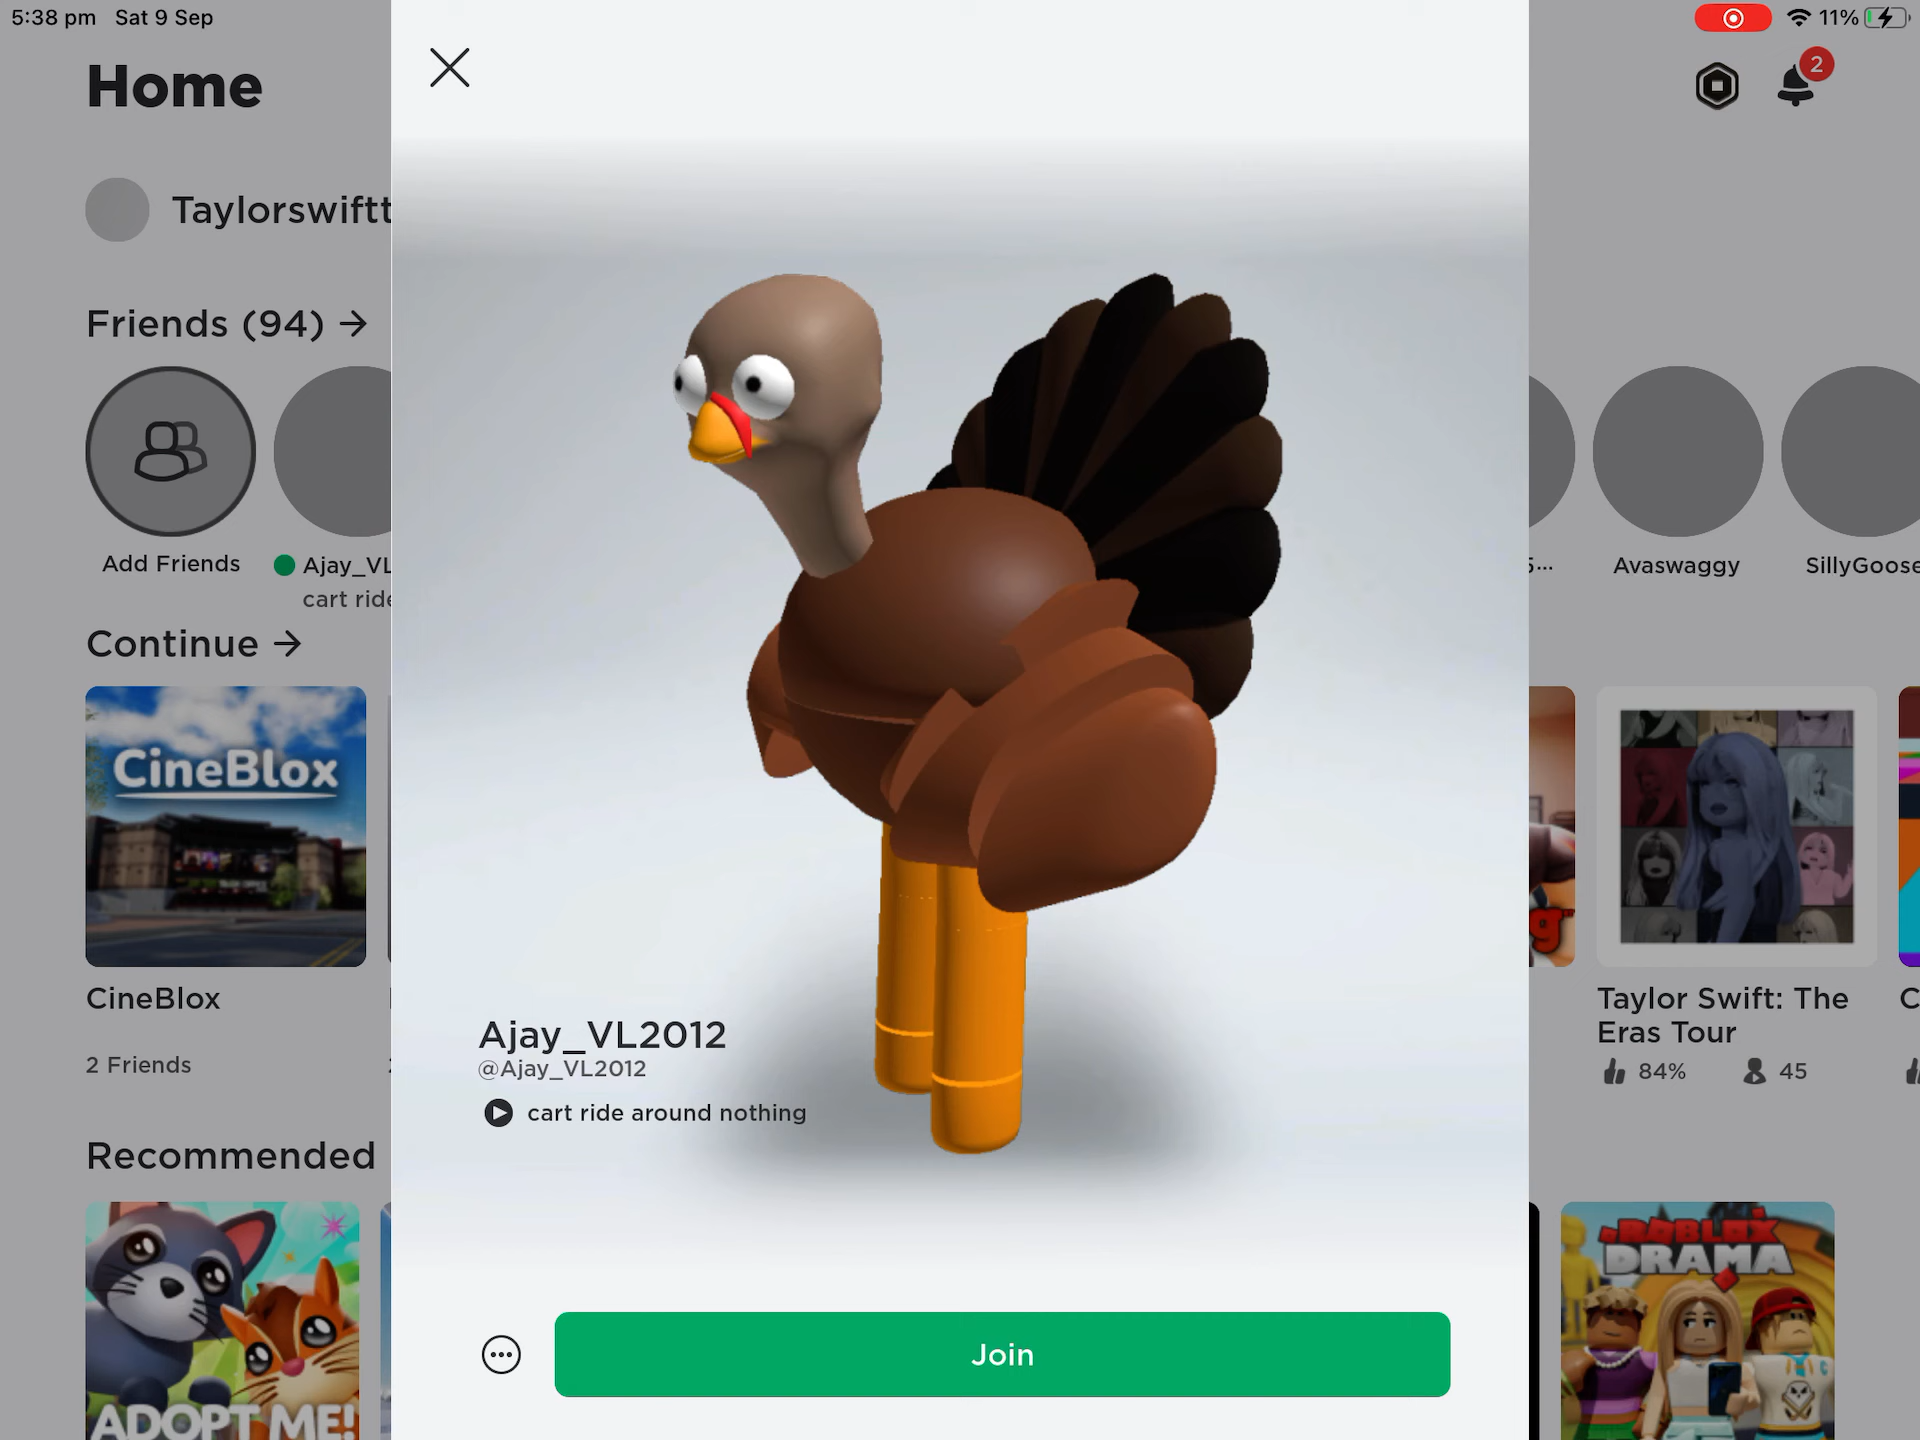 5:38 pm Sat 9 Sep
11%
Home
2
Taylorswiftt
Friends (94)
Add Friends
Ajay_VL
cart ride
5...
Avaswaggy
SillyGoose
Continue
CineBlox
CineBlox
2 Friends
g
Taylor Swift: The
Eras Tour
84% 45
C
Ajay_VL2012
@Ajay_VL2012
cart ride around nothing
Recommended
ADOPT ME!
ROBLOX
DRAMA
Join